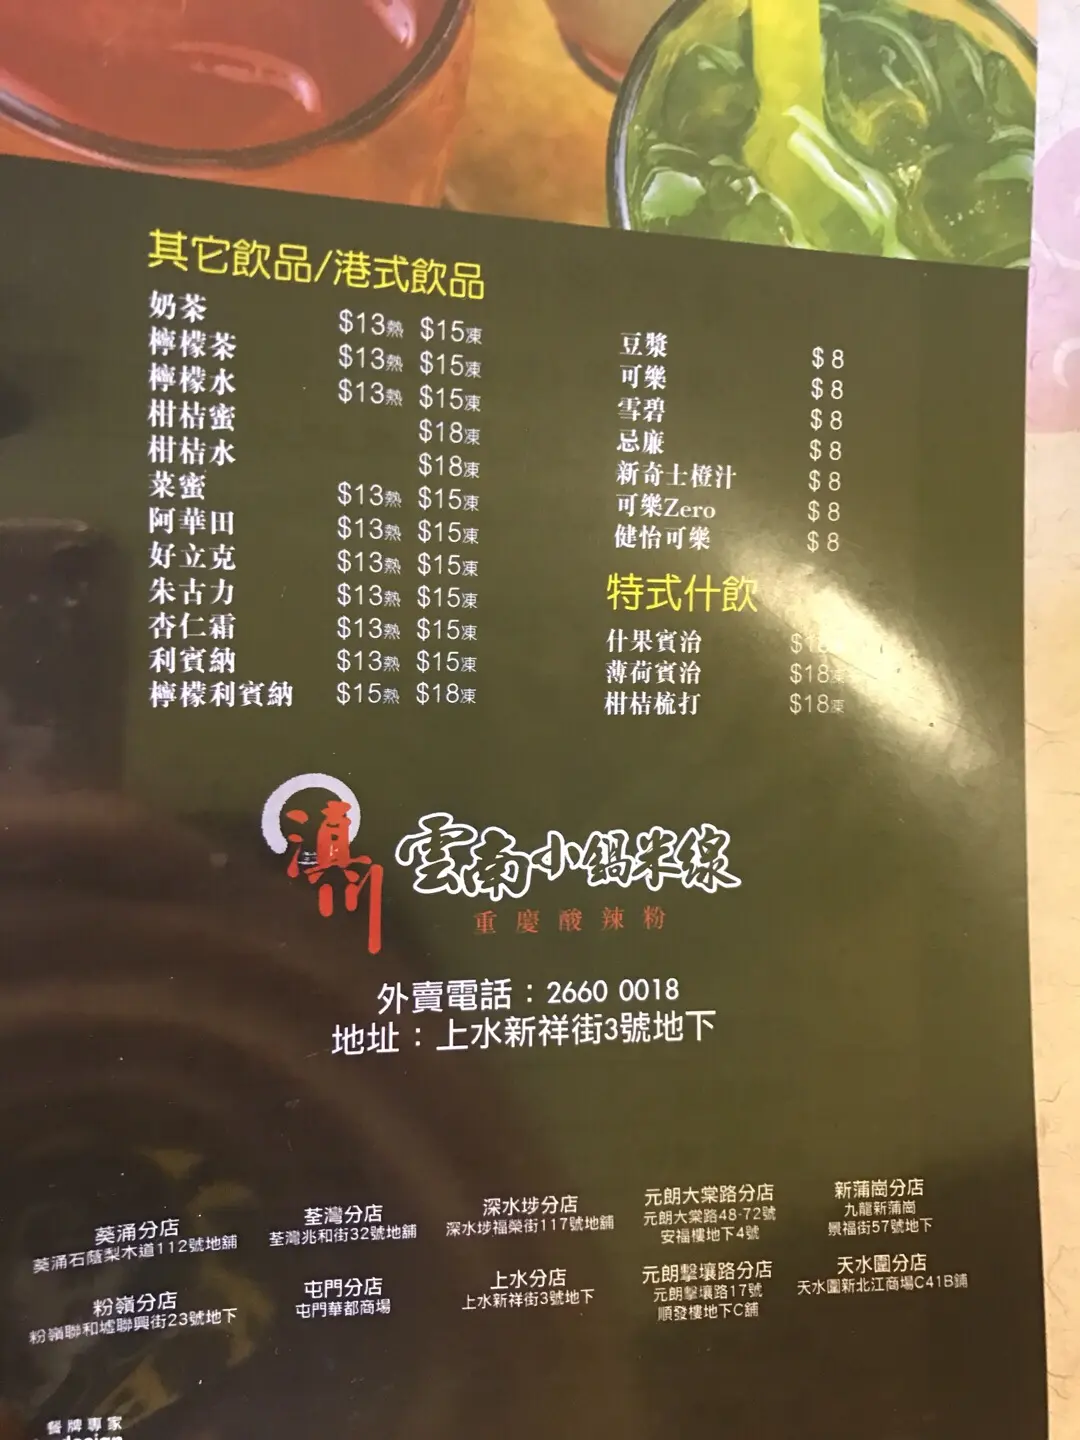 其它飲品/港式飲品
奶茶 $13熱 $15凍
檸檬茶 $13熱 $15凍
檸檬水 $13熱 $15凍
柑桔蜜 $18凍
柑桔水 $18凍
菜蜜 $13熱 $15凍
阿華田 $13熱 $15凍
好立克 $13熱 $15凍
朱古力 $13熱 $15凍
杏仁霜 $13熱 $15凍
利賓納 $13熱 $15凍
檸檬利賓納 $15熱 $18凍
豆漿 $8
可樂 $8
雪碧 $8
忌廉 $8
新奇士橙汁 $8
可樂Zero $8
健怡可樂 $8
特式什飲
什果賓治
薄荷賓治 $18凍
柑桔梳打 $18凍
滇川
雲南小鍋米線
重慶酸辣粉
外賣電話：2660 0018
地址：上水新祥街3號地下
葵涌分店
葵涌石蔭梨木道112號地舖
荃灣分店
荃灣兆和街32號地舖
深水埗分店
深水埗福榮街117號地舖
元朗大棠路分店
元朗大棠路48-72號
安福樓地下4號
新蒲崗分店
九龍新蒲崗
景福街57號地下
粉嶺分店
粉嶺聯和墟聯興街23號地下
屯門分店
屯門華都商場
上水分店
上水新祥街3號地下
元朗擊壤路分店
元朗擊壤路17號
順發樓地下C舖
天水圍分店
天水圍新北江商場C41B舖
餐牌專家